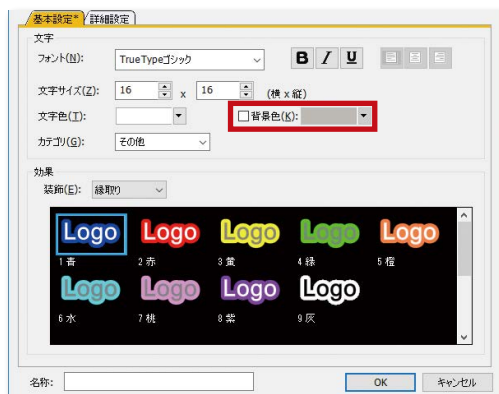 基本設定* 詳細設定
文字
フォント(N): TrueTypeゴシック B I U
文字サイズ(Z): 16 x 16 (横 x 縦)
文字色(T): 背景色(K):
カテゴリ(G): その他
効果
装飾(E): 縁取り
Logo Logo Logo Logo Logo
1 青 2 赤 3 黄 4 緑 5 橙
Logo Logo Logo Logo
6 水 7 桃 8 紫 9 灰
名称: OK キャンセル